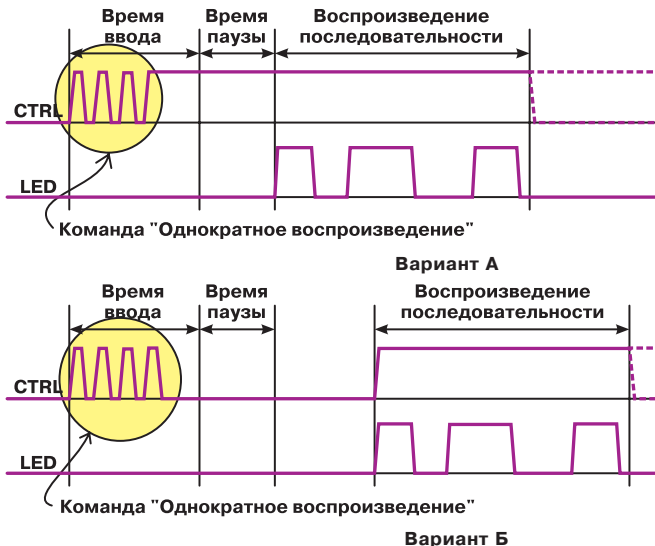 Время ввода
Время паузы
Воспроизведение последовательности
CTRL
LED
Команда "Однократное воспроизведение"
Вариант А
Время ввода
Время паузы
Воспроизведение последовательности
CTRL
LED
Команда "Однократное воспроизведение"
Вариант Б